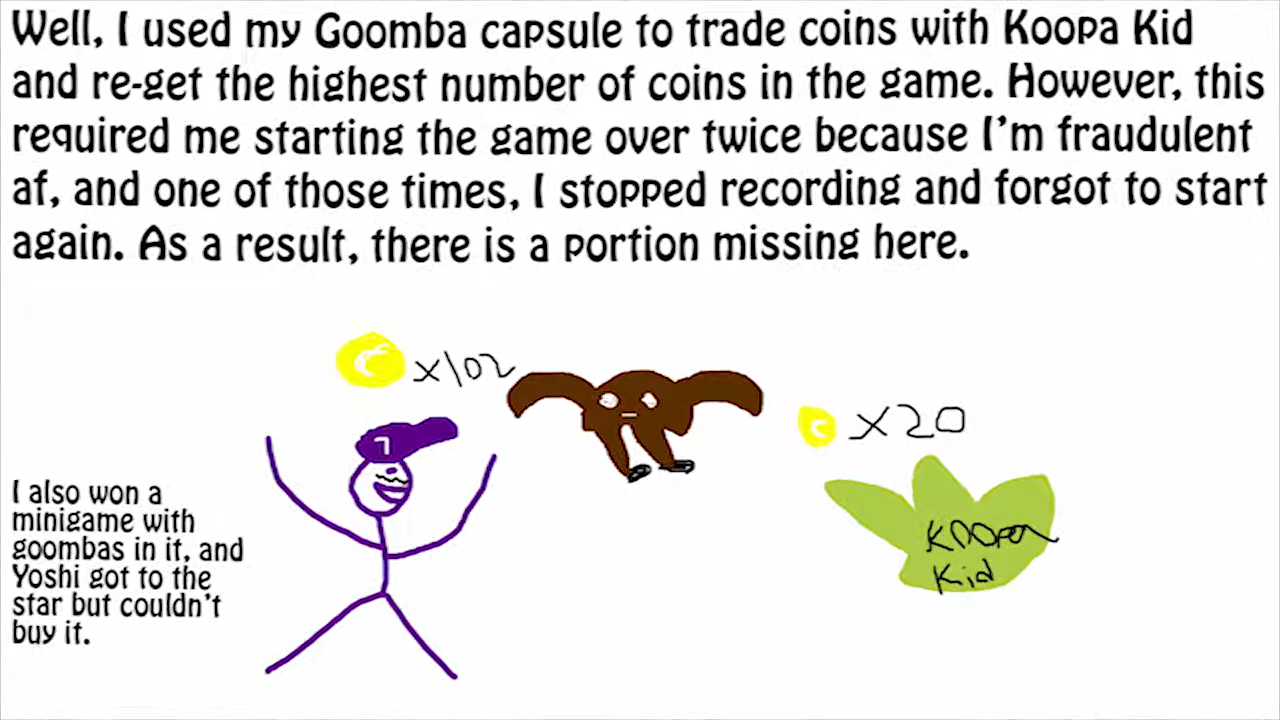 Well, I used my Goomba capsule to trade coins with Koopa Kid
and re-get the highest number of coins in the game. However, this
required me starting the game over twice because I'm fraudulent
af, and one of those times, I stopped recording and forgot to start
again. As a result, there is a portion missing here.
C x102
C x20
7
I also won a
minigame with
goombas in it, and
Yoshi got to the
star but couldn't
buy it.
Koopa
Kid